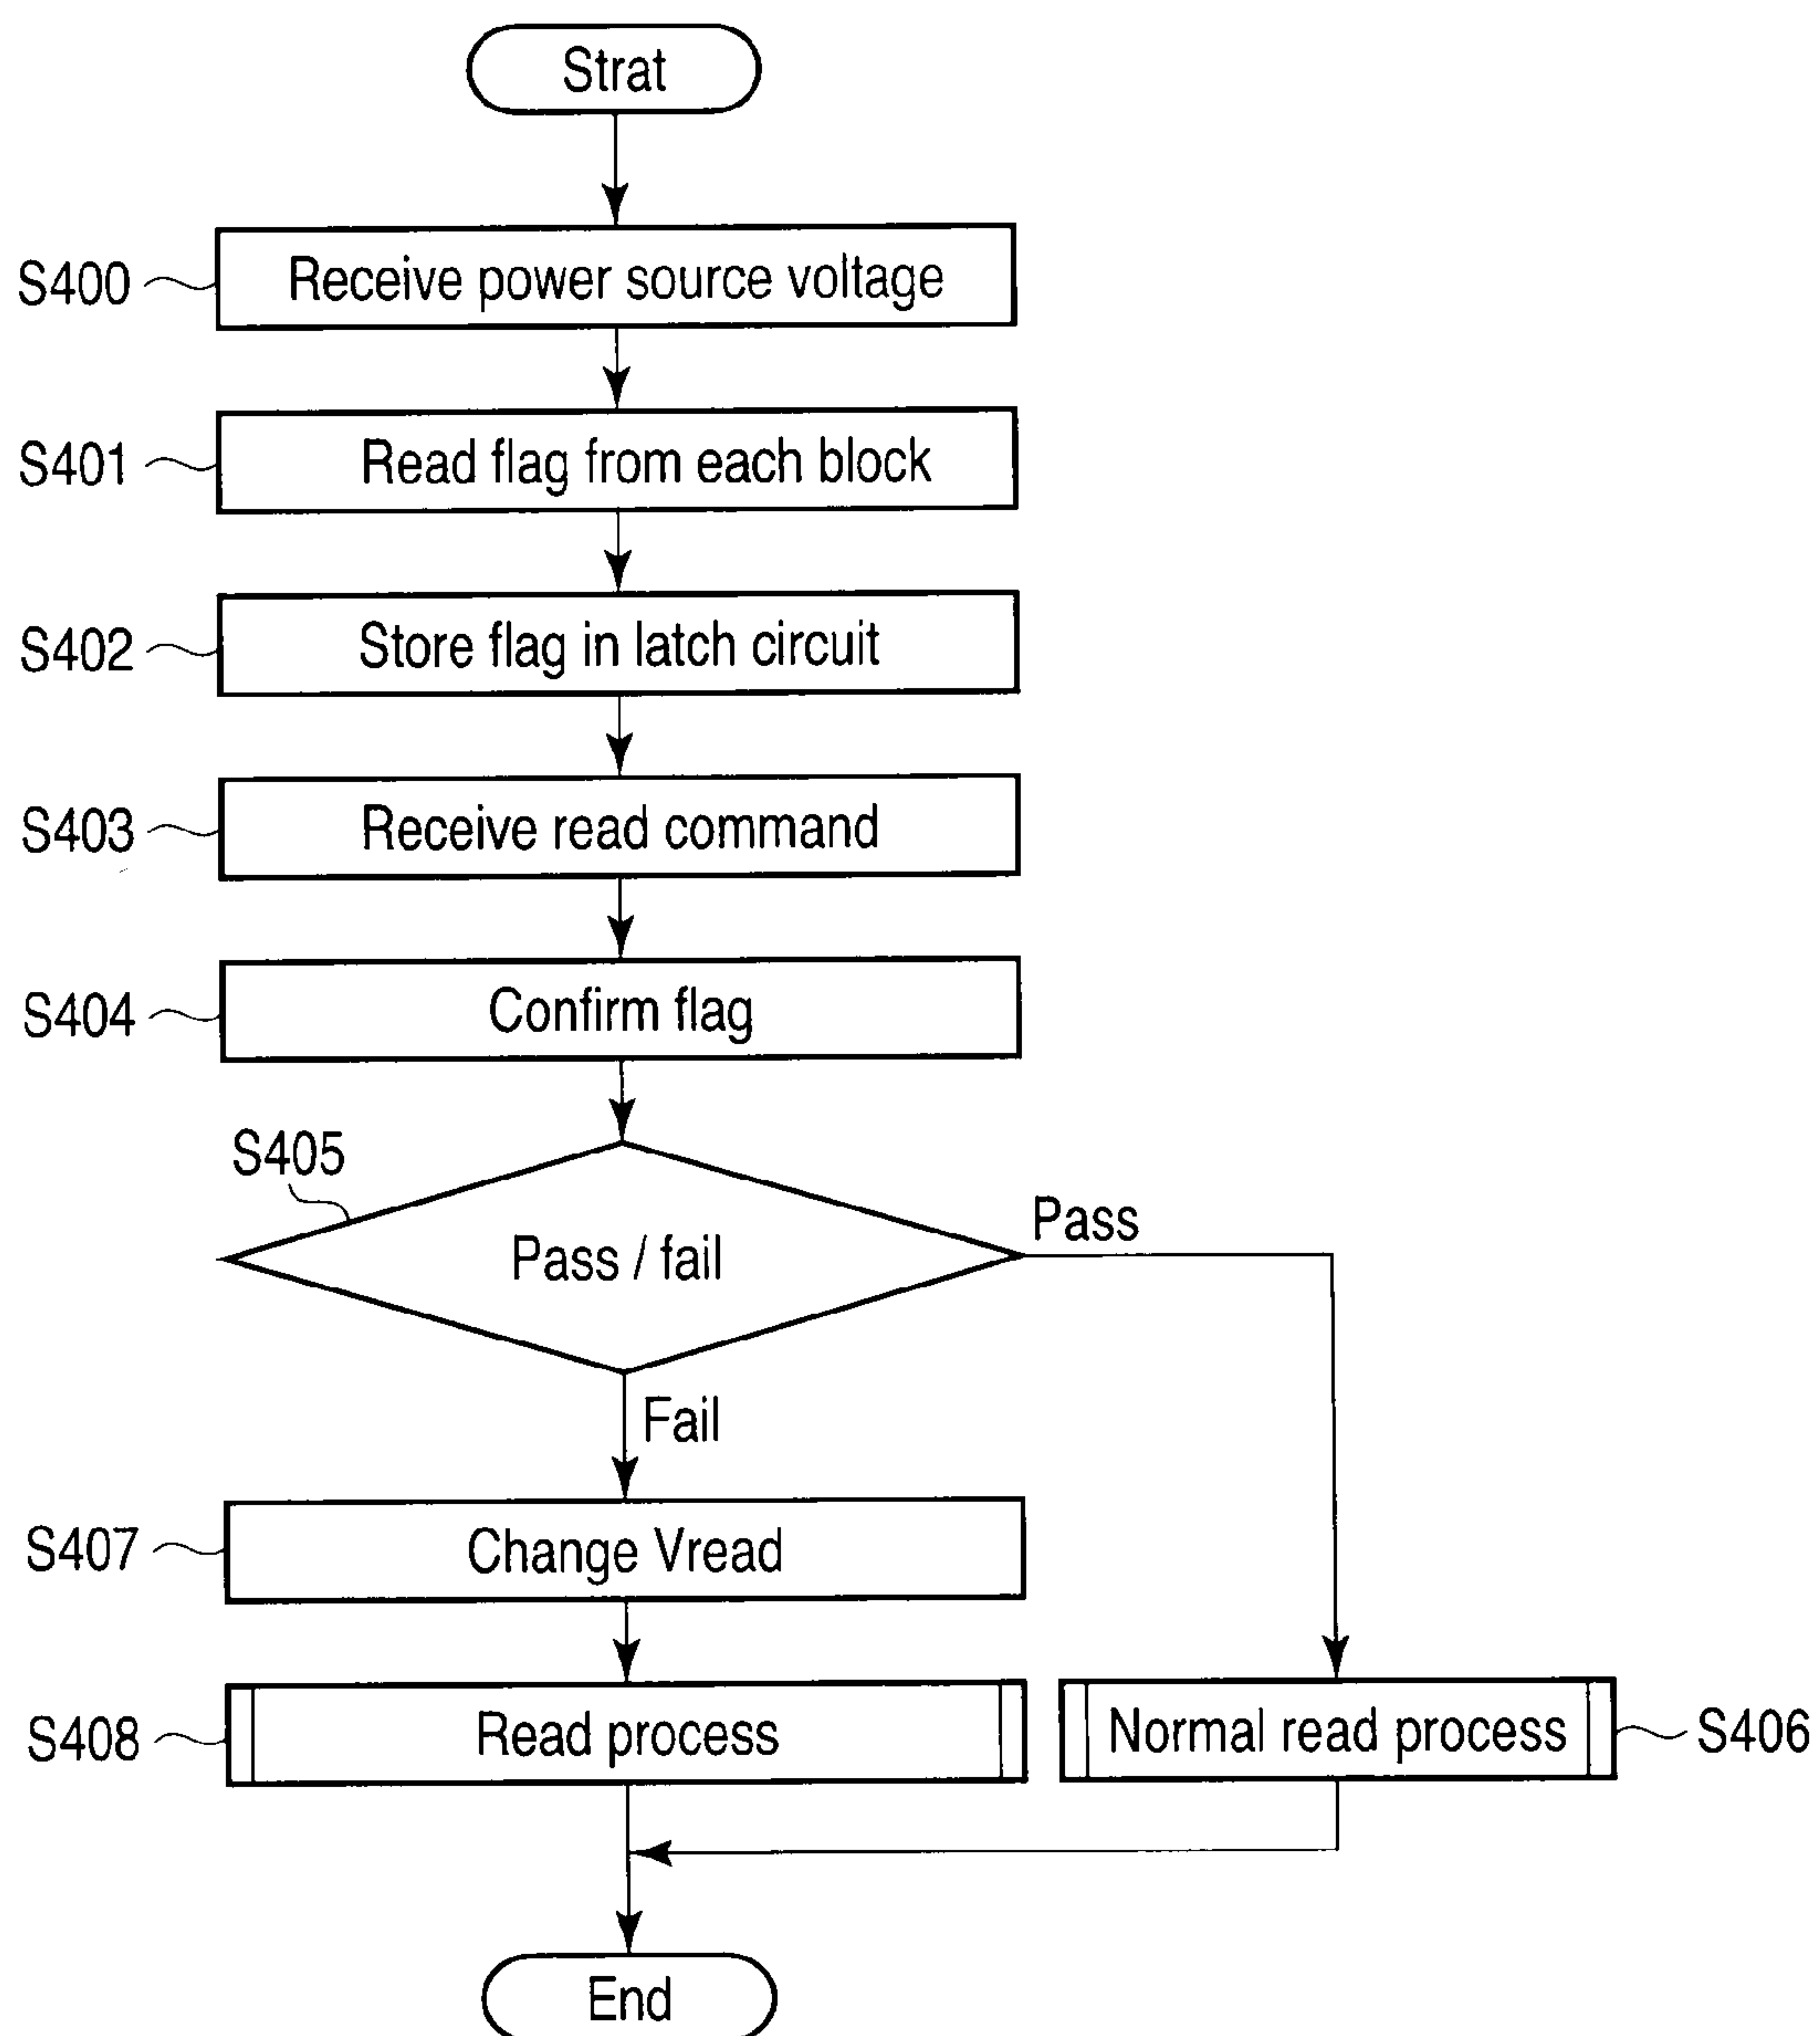 Strat
S400 Receive power source voltage
S401 Read flag from each block
S402 Store flag in latch circuit
S403 Receive read command
S404 Confirm flag
S405
Pass / fail
Pass
Fail
S407 Change Vread
S408 Read process
Normal read process S406
End